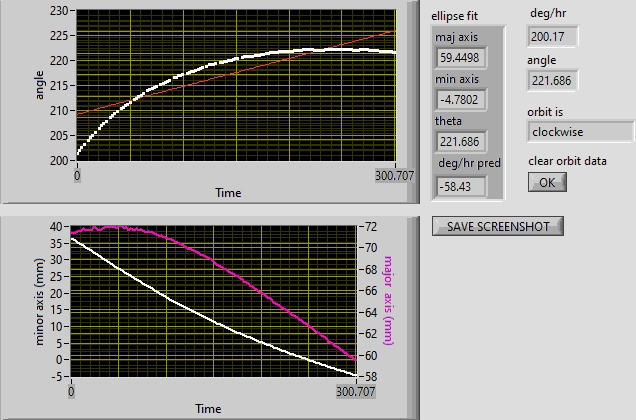 230
225
220
215
210
205
200
angle
0
300.707
Time
ellipse fit
maj axis
59.4498
min axis
-4.7802
theta
221.686
deg/hr pred
-58.43
deg/hr
200.17
angle
221.686
orbit is
clockwise
clear orbit data
OK
SAVE SCREENSHOT
40
35
30
25
20
15
10
5
0
-5
minor axis (mm)
72
70
68
66
64
62
60
58
major axis (mm)
0
300.707
Time